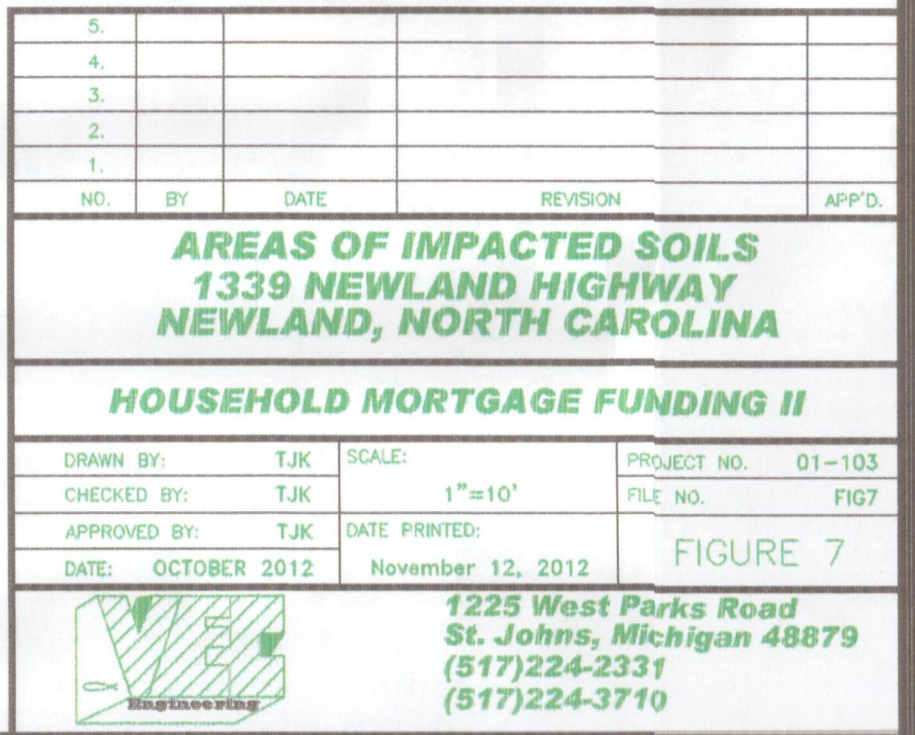 5.
4.
3.
2.
1.
NO. BY DATE REVISION APP'D.
AREAS OF IMPACTED SOILS
1339 NEWLAND HIGHWAY
NEWLAND, NORTH CAROLINA
HOUSEHOLD MORTGAGE FUNDING II
DRAWN BY: TJK
CHECKED BY: TJK
APPROVED BY: TJK
DATE: OCTOBER 2012
SCALE:
1"=10'
DATE PRINTED:
November 12, 2012
PROJECT NO. 01-103
FILE NO. FIG7
FIGURE 7
Engineering
1225 West Parks Road
St. Johns, Michigan 48879
(517)224-2331
(517)224-3710